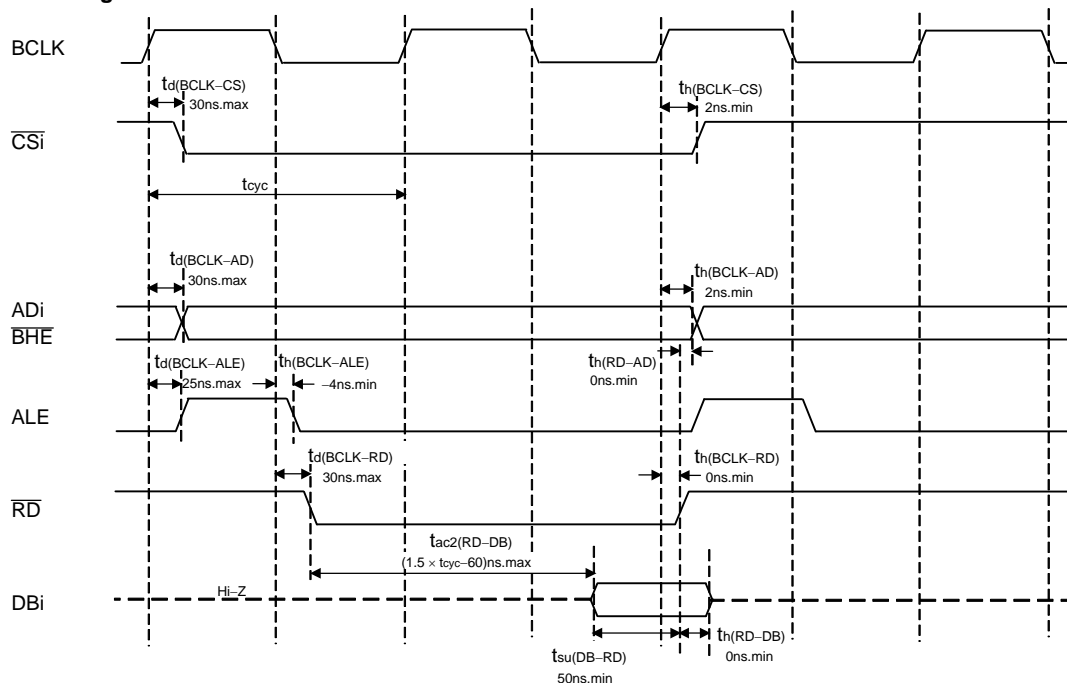 BCLK
td(BCLK−CS)
30ns.max
th(BCLK−CS)
2ns.min
CSi
tcyc
td(BCLK−AD)
30ns.max
th(BCLK−AD)
2ns.min
ADi
BHE
td(BCLK−ALE)
25ns.max
th(BCLK−ALE)
−4ns.min
th(RD−AD)
0ns.min
ALE
td(BCLK−RD)
30ns.max
th(BCLK−RD)
0ns.min
RD
tac2(RD−DB)
(1.5 × tcyc−60)ns.max
Hi−Z
DBi
tsu(DB−RD)
50ns.min
th(RD−DB)
0ns.min